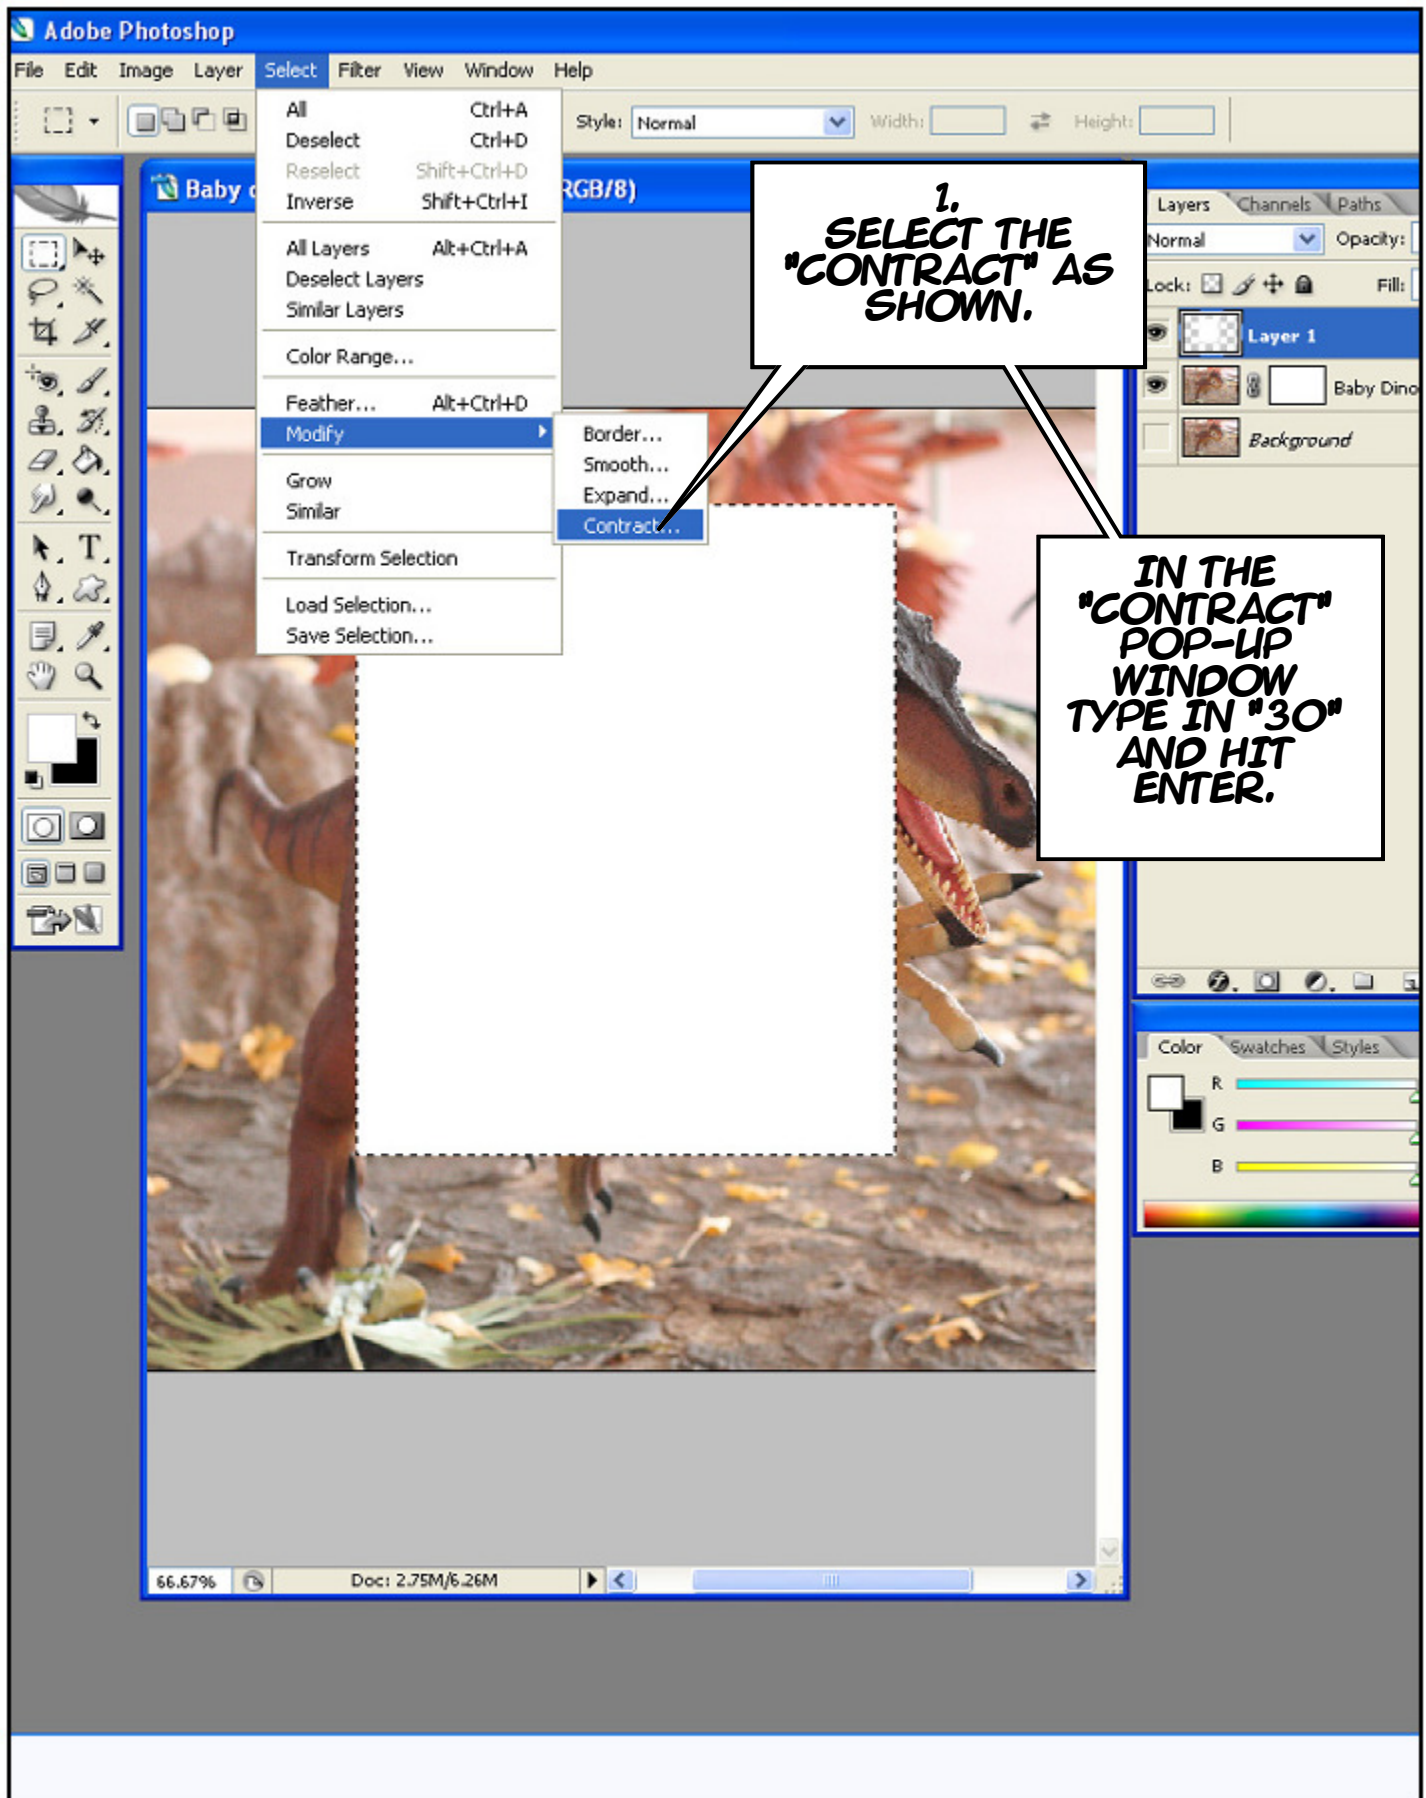 Adobe Photoshop
File Edit Image Layer Select Filter View Window Help
Style: Normal Width: Height:
All Ctrl+A
Deselect Ctrl+D
Reselect Shift+Ctrl+D
Inverse Shift+Ctrl+I
All Layers Alt+Ctrl+A
Deselect Layers
Similar Layers
Color Range...
Feather... Alt+Ctrl+D
Modify
Grow
Similar
Transform Selection
Load Selection...
Save Selection...
Border...
Smooth...
Expand...
Contract...
Baby
RGB/8)
1.
SELECT THE
"CONTRACT" AS
SHOWN.
IN THE
"CONTRACT"
POP-UP
WINDOW
TYPE IN "30"
AND HIT
ENTER.
Layers Channels Paths
Normal Opacity:
Lock: Fill:
Layer 1
Baby Dino
Background
Color Swatches Styles
R
G
B
66.67% Doc: 2.75M/6.26M